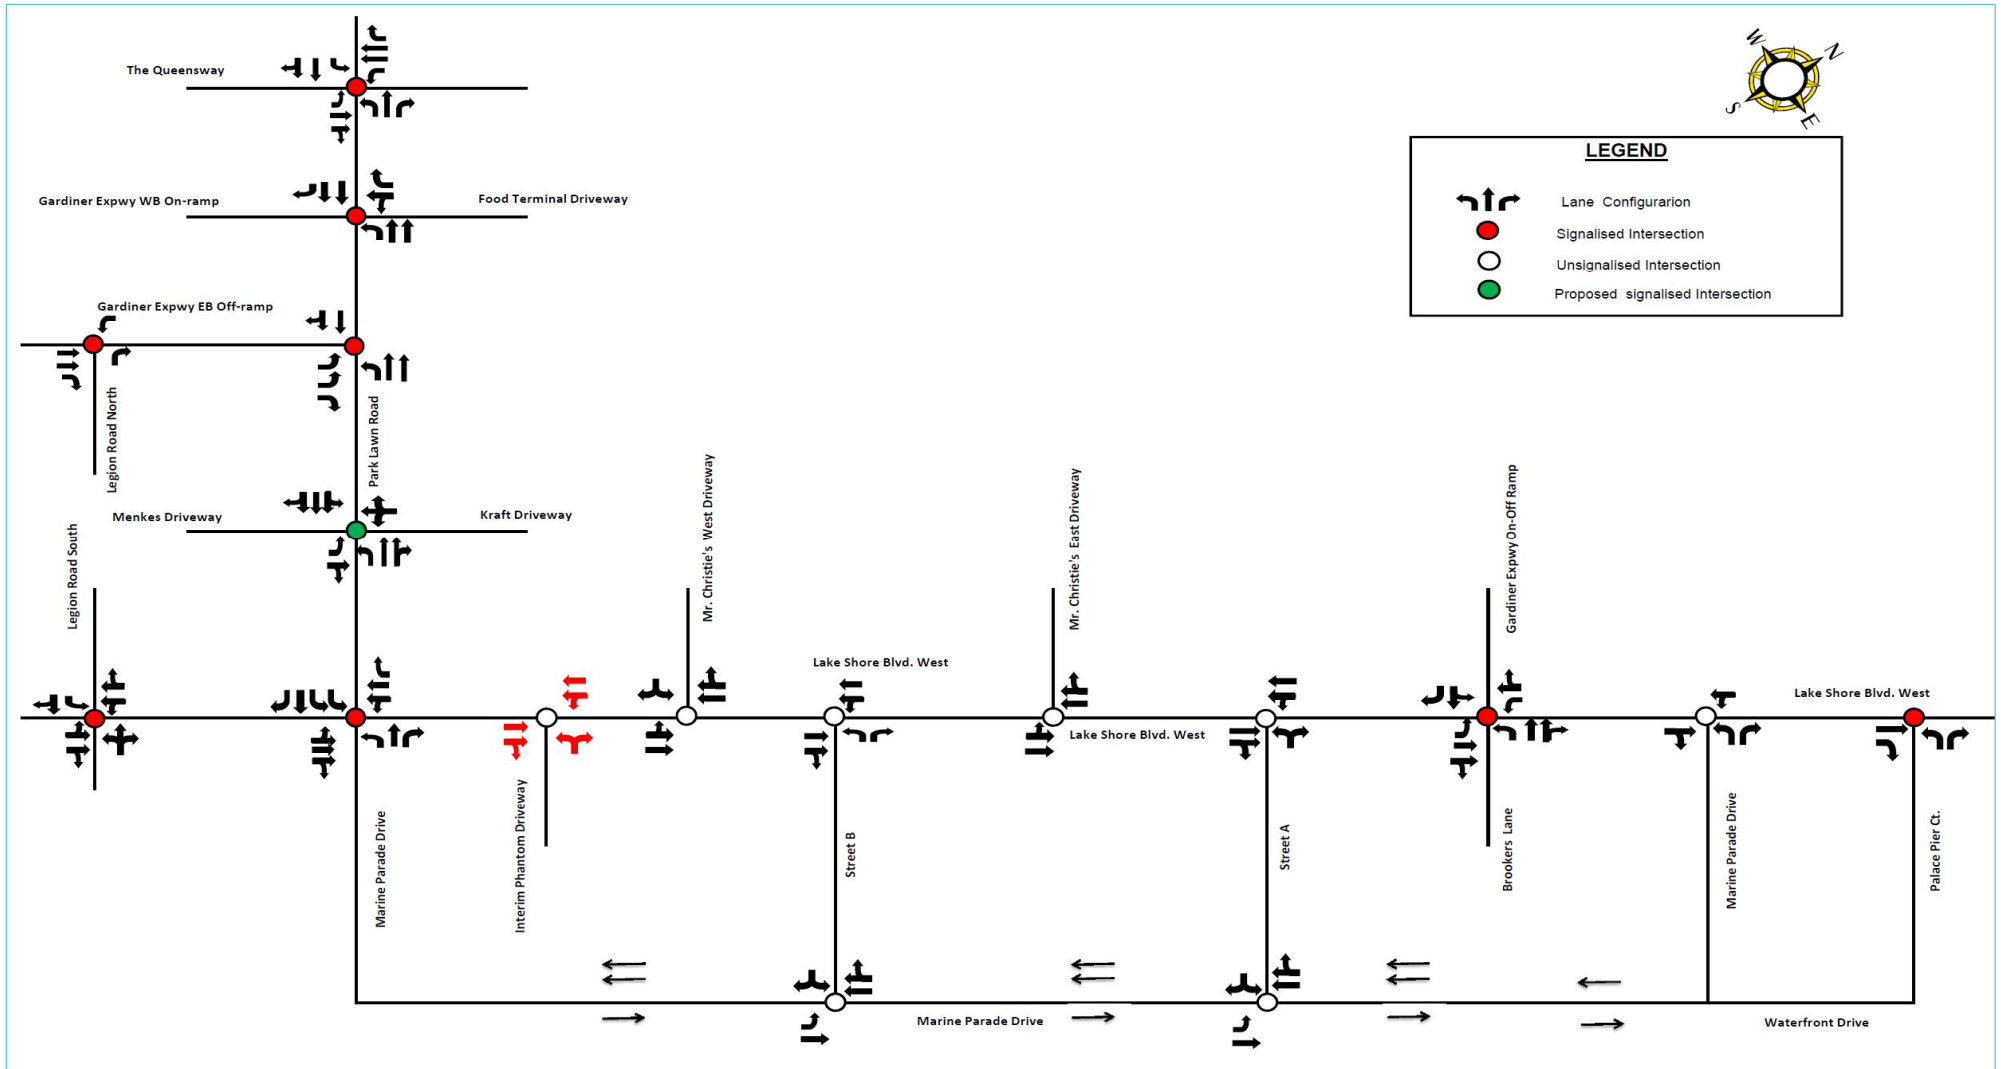 W
N
S
E
The Queensway
LEGEND
Lane Configurarion
Signalised Intersection
Unsignalised Intersection
Proposed signalised Intersection
Gardiner Expwy WB On-ramp
Food Terminal Driveway
Gardiner Expwy EB Off-ramp
Legion Road North
Park Lawn Road
Menkes Driveway
Kraft Driveway
Legion Road South
Mr. Christie's West Driveway
Mr. Christie's East Driveway
Gardiner Expwy On-Off Ramp
Lake Shore Blvd. West
Lake Shore Blvd. West
Lake Shore Blvd. West
Marine Parade Drive
Interim Phantom Driveway
Street B
Street A
Brookers Lane
Marine Parade Drive
Palace Pier Ct.
Marine Parade Drive
Waterfront Drive